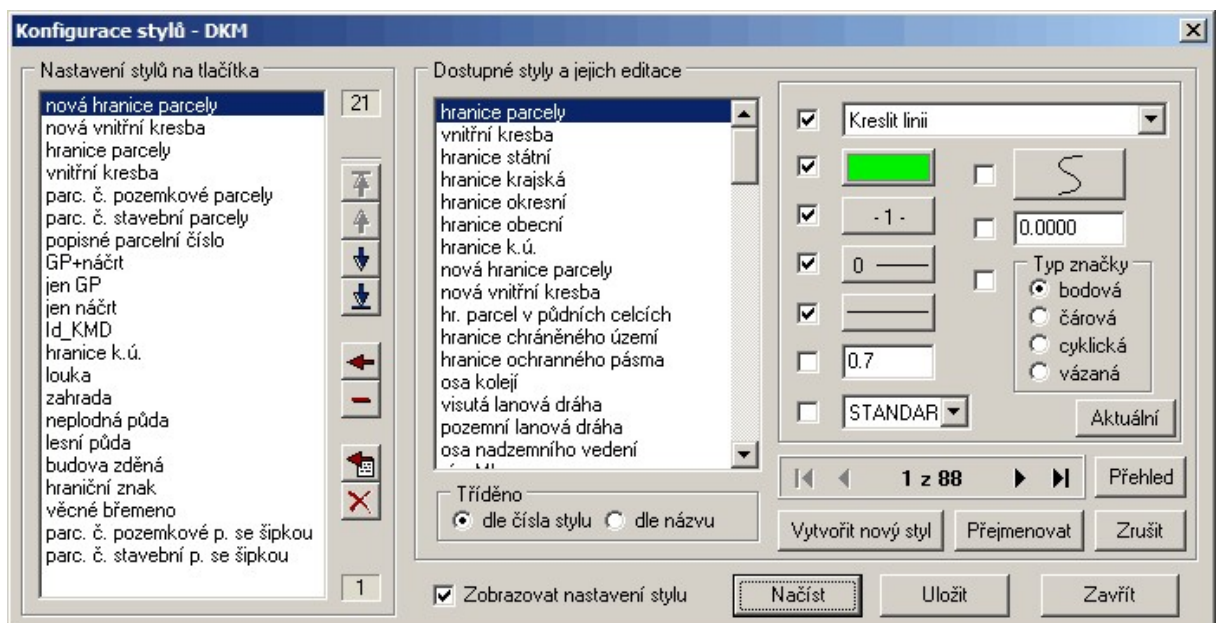 Konfigurace stylů - DKM
Nastavení stylů na tlačítka
nová hranice parcely
nová vnitřní kresba
hranice parcely
vnitřní kresba
parc. č. pozemkové parcely
parc. č. stavební parcely
popisné parcelní číslo
GP+náčrt
jen GP
jen náčrt
Id_KMD
hranice k.ú.
louka
zahrada
neplodná půda
lesní půda
budova zděná
hraniční znak
věcné břemeno
parc. č. pozemkové p. se šipkou
parc. č. stavební p. se šipkou
21
1
Dostupné styly a jejich editace
hranice parcely
vnitřní kresba
hranice státní
hranice krajská
hranice okresní
hranice obecní
hranice k.ú.
nová hranice parcely
nová vnitřní kresba
hr. parcel v půdních celcích
hranice chráněného území
hranice ochranného pásma
osa kolejí
visutá lanová dráha
pozemní lanová dráha
osa nadzemního vedení
Tříděno
dle čísla stylu
dle názvu
Kreslit linii
- 1 -
0
0.7
STANDAR
0.0000
Typ značky
bodová
čárová
cyklická
vázaná
Aktuální
1 z 88
Přehled
Vytvořit nový styl
Přejmenovat
Zrušit
Zobrazovat nastavení stylu
Načíst
Uložit
Zavřít